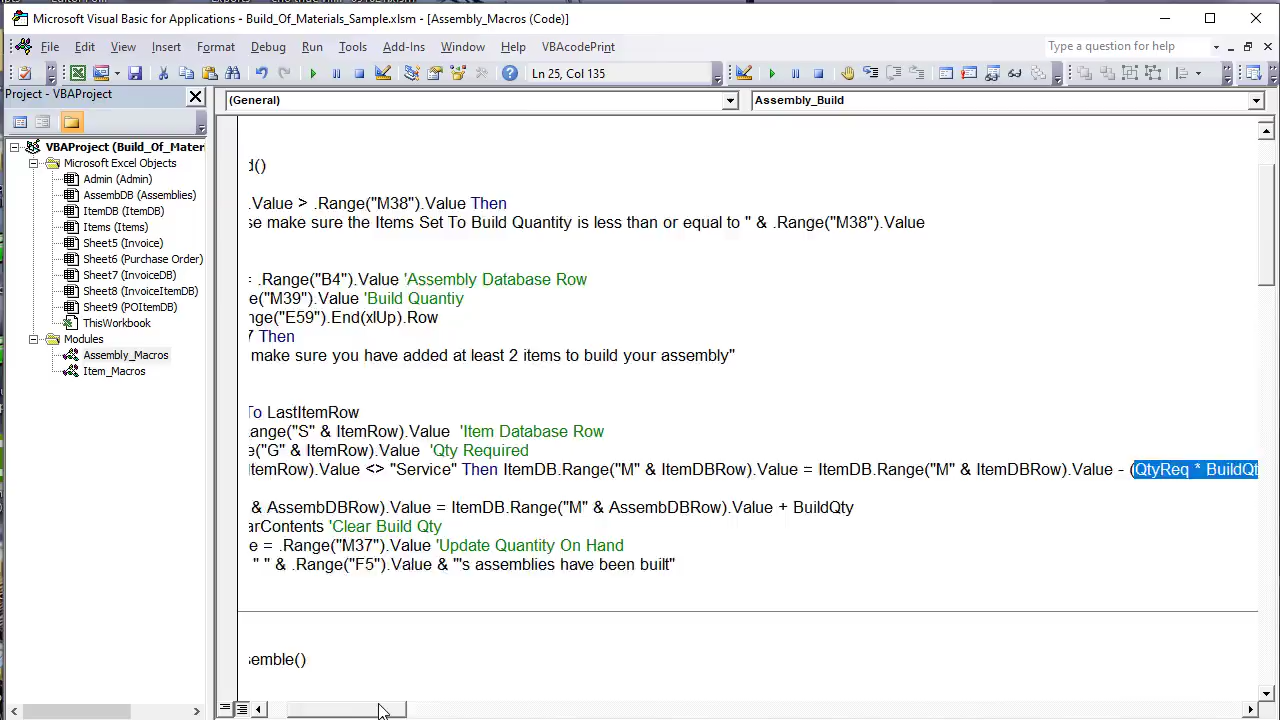 Microsoft Visual Basic for Applications - Build_Of_Materials_Sample.xlsm - [Assembly_Macros (Code)]
File Edit View Insert Format Debug Run Tools Add-Ins Window Help VBAcodePrint
Type a question for help
Ln 25, Col 135
Project - VBAProject
(General)
Assembly_Build
VBAProject (Build_Of_Mater
Microsoft Excel Objects
Admin (Admin)
AssembDB (Assemblies)
ItemDB (ItemDB)
Items (Items)
Sheet5 (Invoice)
Sheet6 (Purchase Order)
Sheet7 (InvoiceDB)
Sheet8 (InvoiceItemDB)
Sheet9 (POItemDB)
ThisWorkbook
Modules
Assembly_Macros
Item_Macros
d()
.Value > .Range("M38").Value Then
se make sure the Items Set To Build Quantity is less than or equal to " & .Range("M38").Value
= .Range("B4").Value 'Assembly Database Row
e("M39").Value 'Build Quantiy
nge("E59").End(xlUp).Row
7 Then
make sure you have added at least 2 items to build your assembly"
To LastItemRow
ange("S" & ItemRow).Value 'Item Database Row
e("G" & ItemRow).Value 'Qty Required
ItemRow).Value <> "Service" Then ItemDB.Range("M" & ItemDBRow).Value = ItemDB.Range("M" & ItemDBRow).Value - (QtyReq * BuildQt
& AssembDBRow).Value = ItemDB.Range("M" & AssembDBRow).Value + BuildQty
arContents 'Clear Build Qty
e = .Range("M37").Value 'Update Quantity On Hand
" " & .Range("F5").Value & "'s assemblies have been built"
semble()